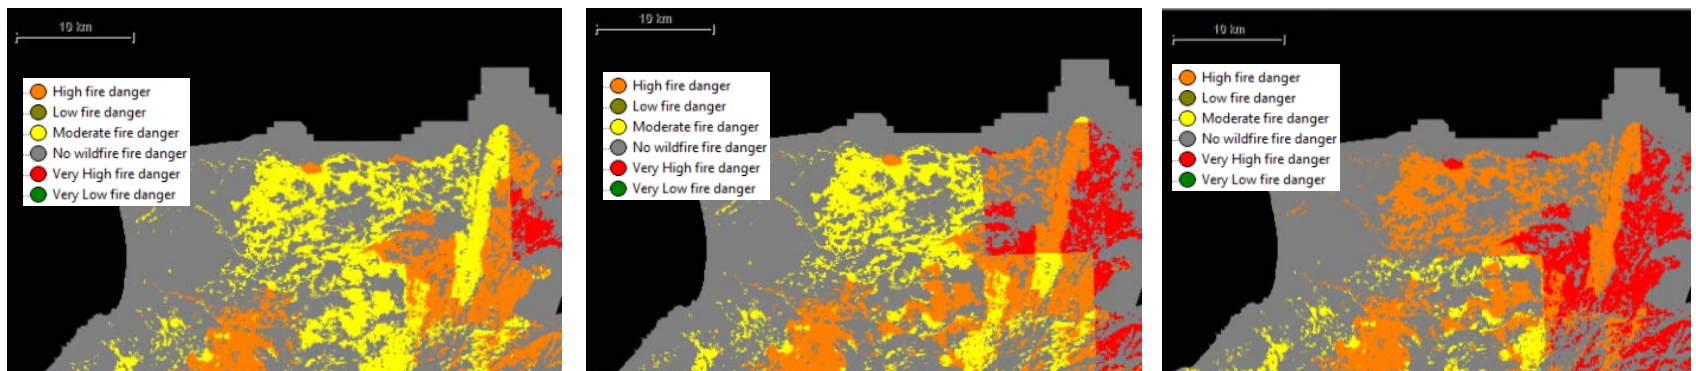 10 km
High fire danger
Low fire danger
Moderate fire danger
No wildfire fire danger
Very High fire danger
Very Low fire danger
10 km
High fire danger
Low fire danger
Moderate fire danger
No wildfire fire danger
Very High fire danger
Very Low fire danger
10 km
High fire danger
Low fire danger
Moderate fire danger
No wildfire fire danger
Very High fire danger
Very Low fire danger